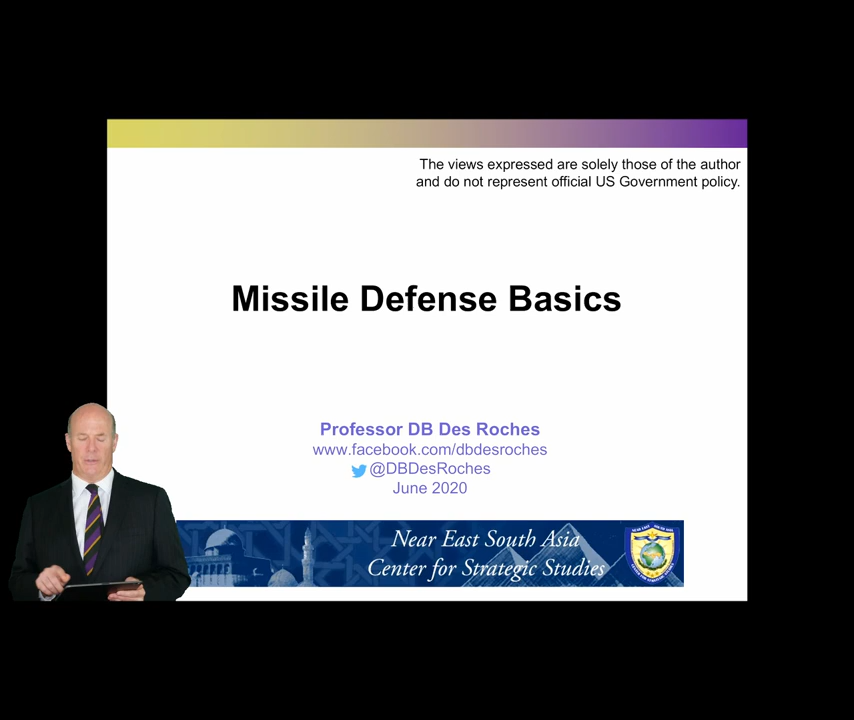 The views expressed are solely those of the author
and do not represent official US Government policy.
Missile Defense Basics
Professor DB Des Roches
www.facebook.com/dbdesroches
@DBDesRoches
June 2020
Near East South Asia
Center for Strategic Studies